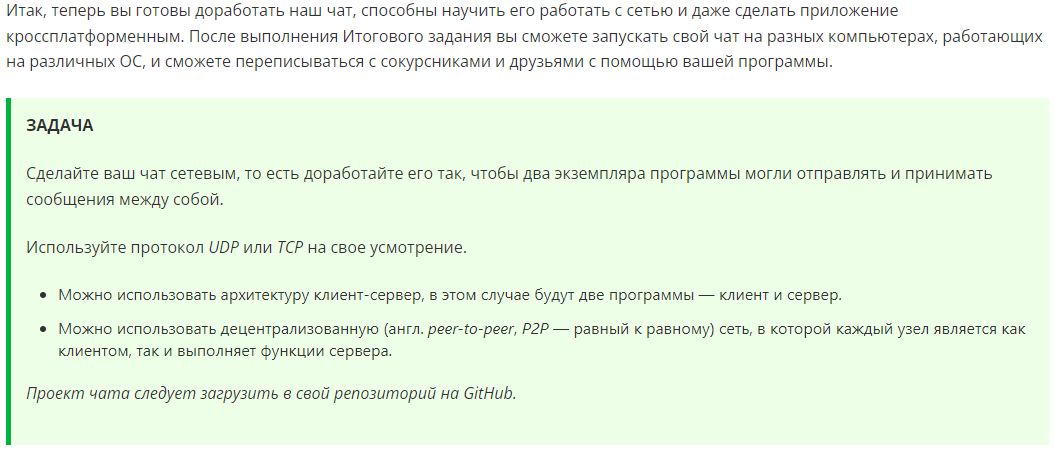 Итак, теперь вы готовы доработать наш чат, способны научить его работать с сетью и даже сделать приложение
кроссплатформенным. После выполнения Итогового задания вы сможете запускать свой чат на разных компьютерах, работающих
на различных ОС, и сможете переписываться с сокурсниками и друзьями с помощью вашей программы.
ЗАДАЧА
Сделайте ваш чат сетевым, то есть доработайте его так, чтобы два экземпляра программы могли отправлять и принимать
сообщения между собой.
Используйте протокол UDP или TCP на свое усмотрение.
• Можно использовать архитектуру клиент-сервер, в этом случае будут две программы — клиент и сервер.
• Можно использовать децентрализованную (англ. peer-to-peer, P2P — равный к равному) сеть, в которой каждый узел является как
клиентом, так и выполняет функции сервера.
Проект чата следует загрузить в свой репозиторий на GitHub.